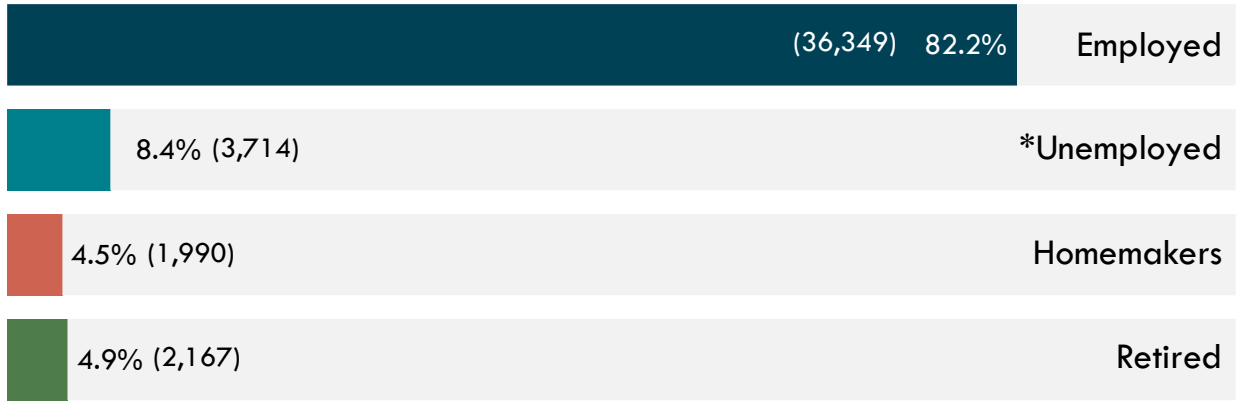 (36,349) 82.2% Employed
8.4% (3,714) *Unemployed
4.5% (1,990) Homemakers
4.9% (2,167) Retired